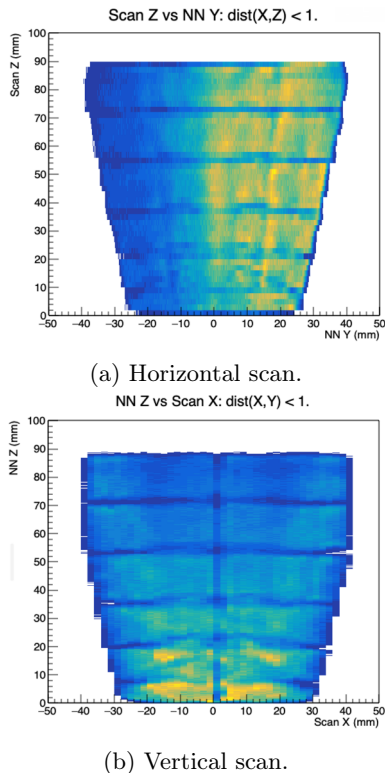 Scan Z vs NN Y: dist(X,Z) < 1.
Scan Z (mm)
100
90
80
70
60
50
40
30
20
10
0
−50 −40 −30 −20 −10 0 10 20 30 40 50
NN Y (mm)
(a) Horizontal scan.
NN Z vs Scan X: dist(X,Y) < 1.
NN Z (mm)
100
90
80
70
60
50
40
30
20
10
0
−50 −40 −30 −20 −10 0 10 20 30 40 50
Scan X (mm)
(b) Vertical scan.